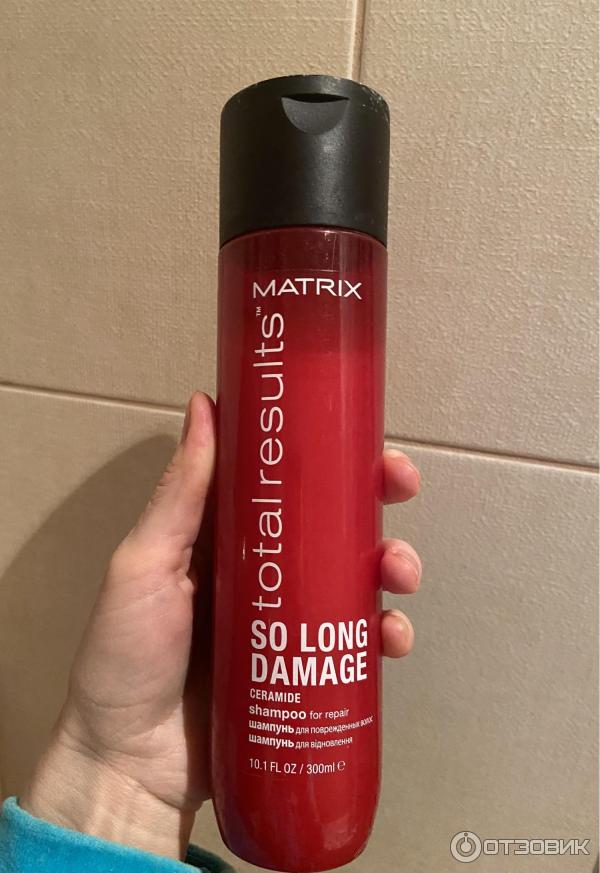 MATRIX
total results™
SO LONG
DAMAGE
CERAMIDE
shampoo for repair
шампунь для поврежденных волос
шампунь для відновлення
10.1 FL OZ / 300ml ℮
ОТЗОВИК